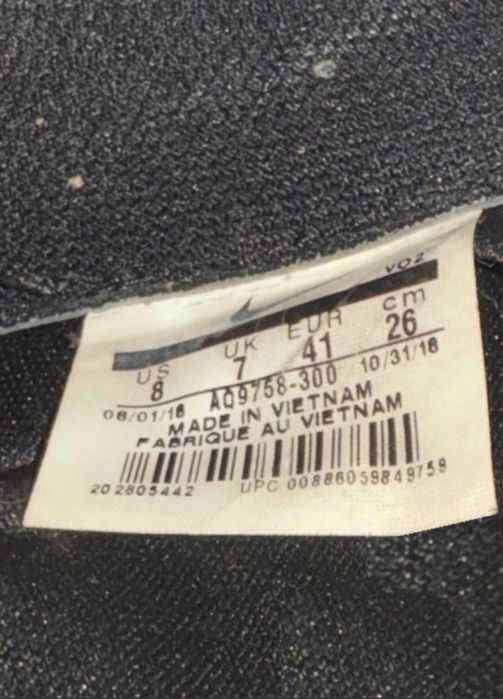 VO2
US UK EUR cm
8 7 41 26
08/01/18 AQ9758-300 10/31/18
MADE IN VIETNAM
FABRIQUE AU VIETNAM
202805442 UPC 00886059849759